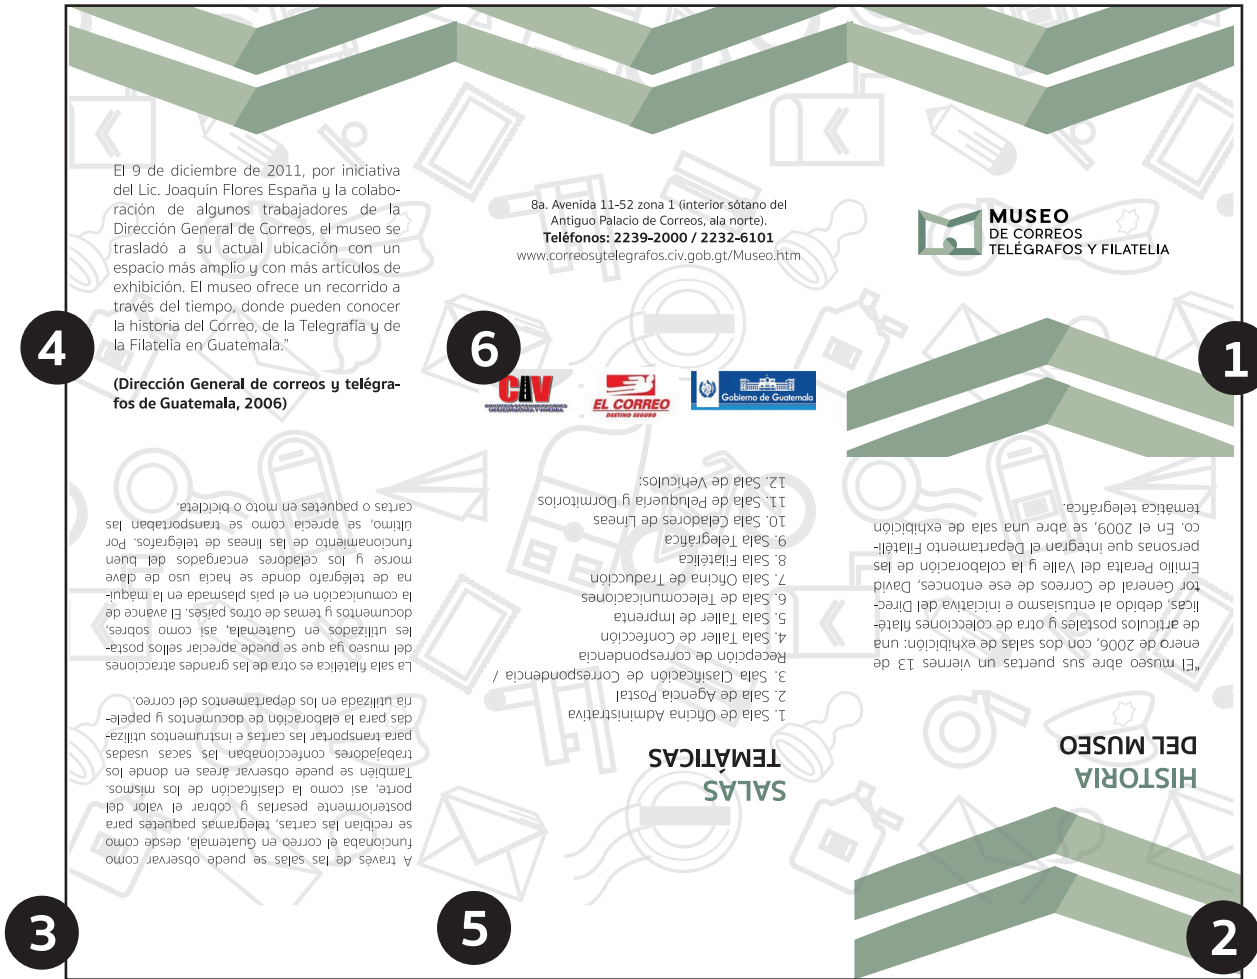 1
MUSEO
DE CORREOS
TELÉGRAFOS Y FILATELIA
2
HISTORIA
DEL MUSEO
"El museo abre sus puertas un viernes 13 de
enero de 2006, con dos salas de exhibición: una
de artículos postales y otra de colecciones filaté-
licas, debido al entusiasmo e iniciativa del Direc-
tor General de Correos de ese entonces, David
Emilio Peralta del Valle y la colaboración de las
personas que integran el Departamento Filatéli-
co. En el 2009, se abre una sala de exhibición
temática telegráfica.
3
A través de las salas se puede observar como
funcionaba el correo en Guatemala, desde como
se recibían las cartas, telegramas paquetes para
posteriormente pesarlas y cobrar el valor del
porte, así como la clasificación de los mismos.
También se puede observar áreas en donde los
trabajadores confeccionaban las sacas usadas
para transportar las cartas e instrumentos utiliza-
das para la elaboración de documentos y papele-
ría utilizada en los departamentos del correo.
La sala filatélica es otra de las grandes atracciones
del museo ya que se puede apreciar sellos posta-
les utilizados en Guatemala, así como sobres,
documentos y temas de otros países. El avance de
la comunicación en el país plasmada en la máqui-
na de telégrafo donde se hacía uso de clave
morse y los celadores encargados del buen
funcionamiento de las líneas de telégrafos. Por
último, se aprecia como se transportaban las
cartas o paquetes en moto o bicicleta.
4
El 9 de diciembre de 2011, por iniciativa
del Lic. Joaquín Flores España y la colabo-
ración de algunos trabajadores de la
Dirección General de Correos, el museo se
trasladó a su actual ubicación con un
espacio más amplio y con más artículos de
exhibición. El museo ofrece un recorrido a
través del tiempo, donde pueden conocer
la historia del Correo, de la Telegrafía y de
la Filatelia en Guatemala."
(Dirección General de correos y telégra-
fos de Guatemala, 2006)
5
SALAS
TEMÁTICAS
1. Sala de Oficina Administrativa
2. Sala de Agencia Postal
3. Sala Clasificación de Correspondencia /
Recepción de correspondencia
4. Sala Taller de Confección
5. Sala Taller de Imprenta
6. Sala de Telecomunicaciones
7. Sala Oficina de Traducción
8. Sala Filatélica
9. Sala Telegráfica
10. Sala Celadores de Líneas
11. Sala de Peluquería y Dormitorios
12. Sala de Vehículos:
6
8a. Avenida 11-52 zona 1 (interior sótano del
Antiguo Palacio de Correos, ala norte).
Teléfonos: 2239-2000 / 2232-6101
www.correosytelegrafos.civ.gob.gt/Museo.htm
CIV
MINISTERIO DE COMUNICACIONES
INFRAESTRUCTURA Y VIVIENDA
EL CORREO
DESTINO SEGURO
Gobierno de Guatemala